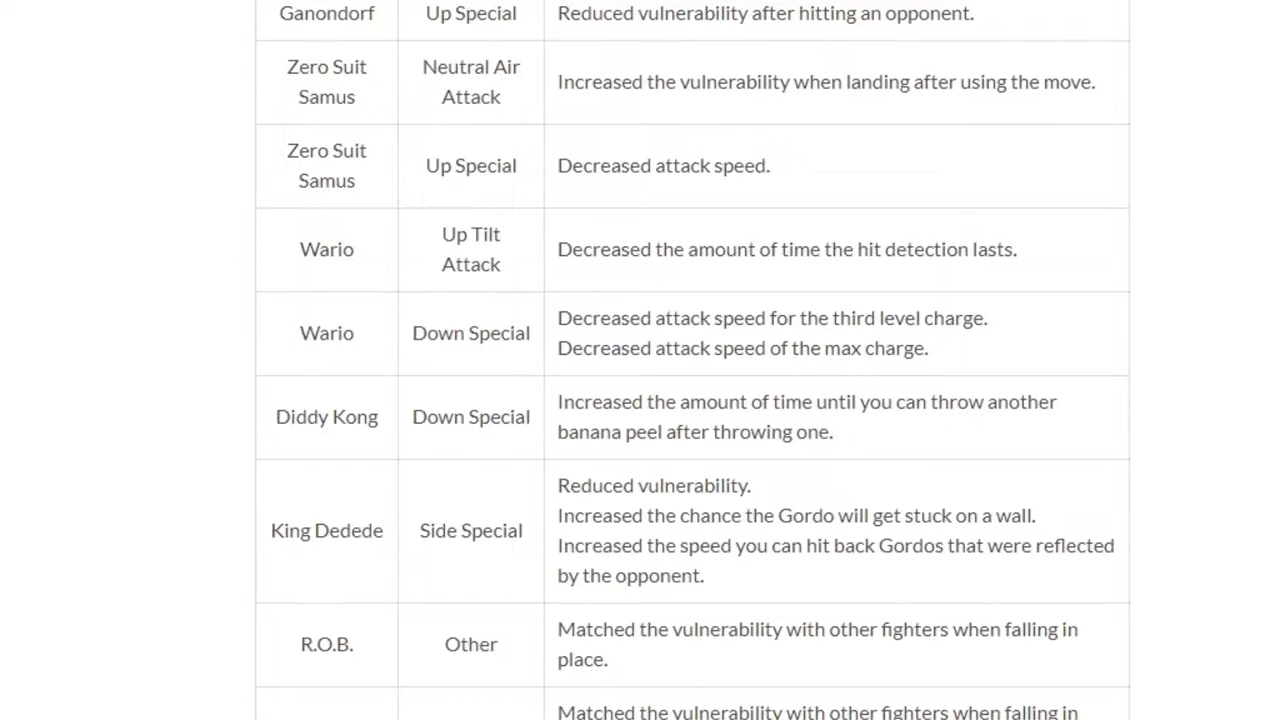 Ganondorf Up Special Reduced vulnerability after hitting an opponent.
Zero Suit
Samus
Neutral Air
Attack
Increased the vulnerability when landing after using the move.
Zero Suit
Samus
Up Special
Decreased attack speed.
Wario
Up Tilt
Attack
Decreased the amount of time the hit detection lasts.
Wario
Down Special
Decreased attack speed for the third level charge.
Decreased attack speed of the max charge.
Diddy Kong
Down Special
Increased the amount of time until you can throw another
banana peel after throwing one.
King Dedede
Side Special
Reduced vulnerability.
Increased the chance the Gordo will get stuck on a wall.
Increased the speed you can hit back Gordos that were reflected
by the opponent.
R.O.B.
Other
Matched the vulnerability with other fighters when falling in
place.
Matched the vulnerability with other fighters when falling in